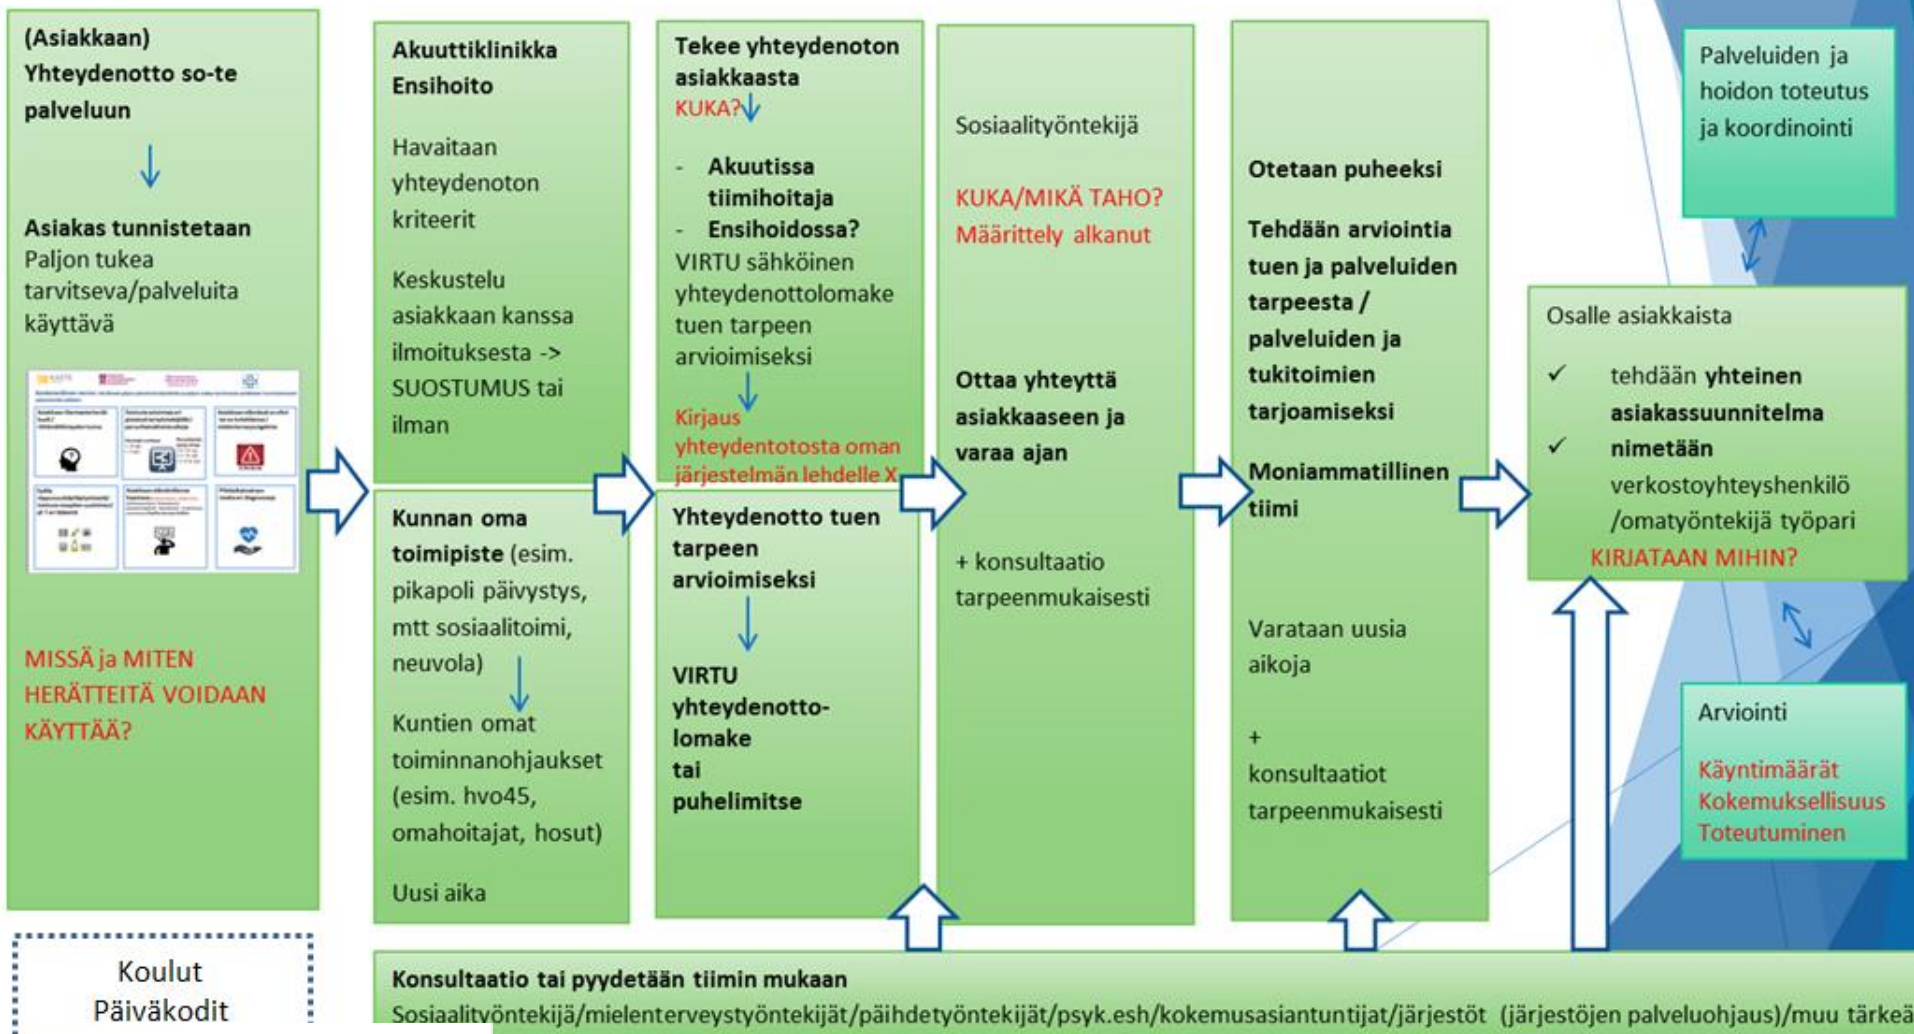 (Asiakkaan)
Yhteydenotto so-te
palveluun
Asiakas tunnistetaan
Paljon tukea
tarvitseva/palveluita
käyttävä
KASTE
MISSÄ ja MITEN
HERÄTTEITÄ VOIDAAN
KÄYTTÄÄ?
Koulut
Päiväkodit
Akuuttiklinikka
Ensihoito
Havaitaan
yhteydenoton
kriteerit
Keskustelu
asiakkaan kanssa
ilmoituksesta ->
SUOSTUMUS tai
ilman
Kunnan oma
toimipiste (esim.
pikapoli päivystys,
mtt sosiaalitoimi,
neuvola)
Kuntien omat
toiminnanohjaukset
(esim. hvo45,
omahoitajat, hosut)
Uusi aika
Tekee yhteydenoton
asiakkaasta
KUKA?
- Akuutissa
tiimihoitaja
- Ensihoidossa?
VIRTU sähköinen
yhteydenottolomake
tuen tarpeen
arvioimiseksi
Kirjaus
yhteydentotosta oman
järjestelmän lehdelle X
Yhteydenotto tuen
tarpeen
arvioimiseksi
VIRTU
yhteydenotto-
lomake
tai
puhelimitse
Sosiaalityöntekijä
KUKA/MIKÄ TAHO?
Määrittely alkanut
Ottaa yhteyttä
asiakkaaseen ja
varaa ajan
+ konsultaatio
tarpeenmukaisesti
Otetaan puheeksi
Tehdään arviointia
tuen ja palveluiden
tarpeesta /
palveluiden ja
tukitoimien
tarjoamiseksi
Moniammatillinen
tiimi
Varataan uusia
aikoja
+
konsultaatiot
tarpeenmukaisesti
Palveluiden ja
hoidon toteutus
ja koordinointi
Osalle asiakkaista
✓ tehdään yhteinen
asiakassuunnitelma
✓ nimetään
verkostoyhteyshenkilö
/omatyöntekijä työpari
KIRJATAAN MIHIN?
Arviointi
Käyntimäärät
Kokemuksellisuus
Toteutuminen
Konsultaatio tai pyydetään tiimin mukaan
Sosiaalityöntekijä/mielenterveystyöntekijät/päihdetyöntekijät/psyk.esh/kokemusasiantuntijat/järjestöt (järjestöjen palveluohjaus)/muu tärkeä